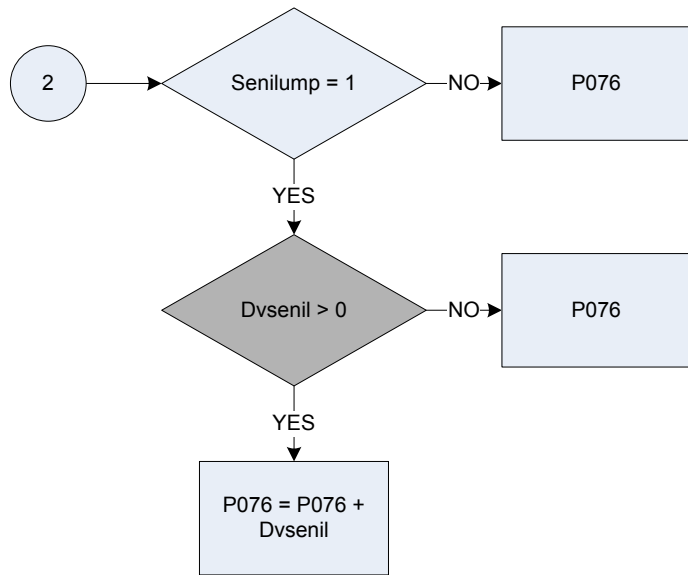 2
Senilump = 1
NO
P076
YES
Dvsenil > 0
NO
P076
YES
P076 = P076 +
Dvsenil